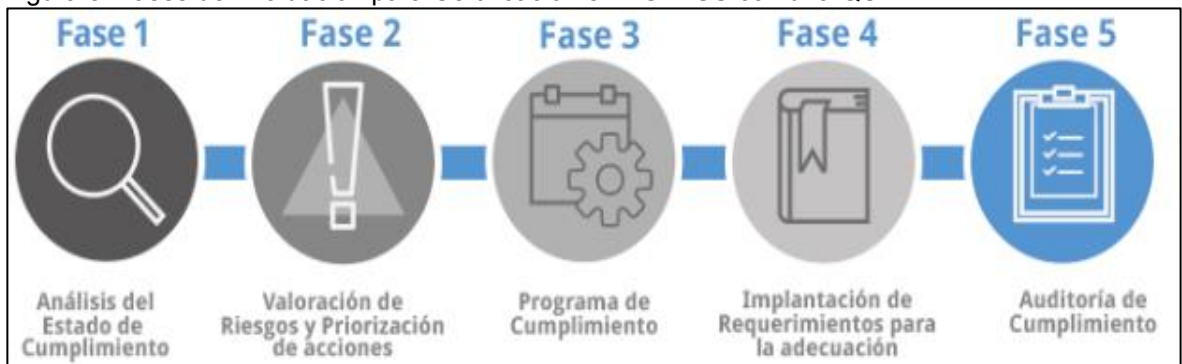 Fase 1
Fase 2
Fase 3
Fase 4
Fase 5
Análisis del
Estado de
Cumplimiento
Valoración de
Riesgos y Priorización
de acciones
Programa de
Cumplimiento
Implantación de
Requerimientos para
la adecuación
Auditoría de
Cumplimiento